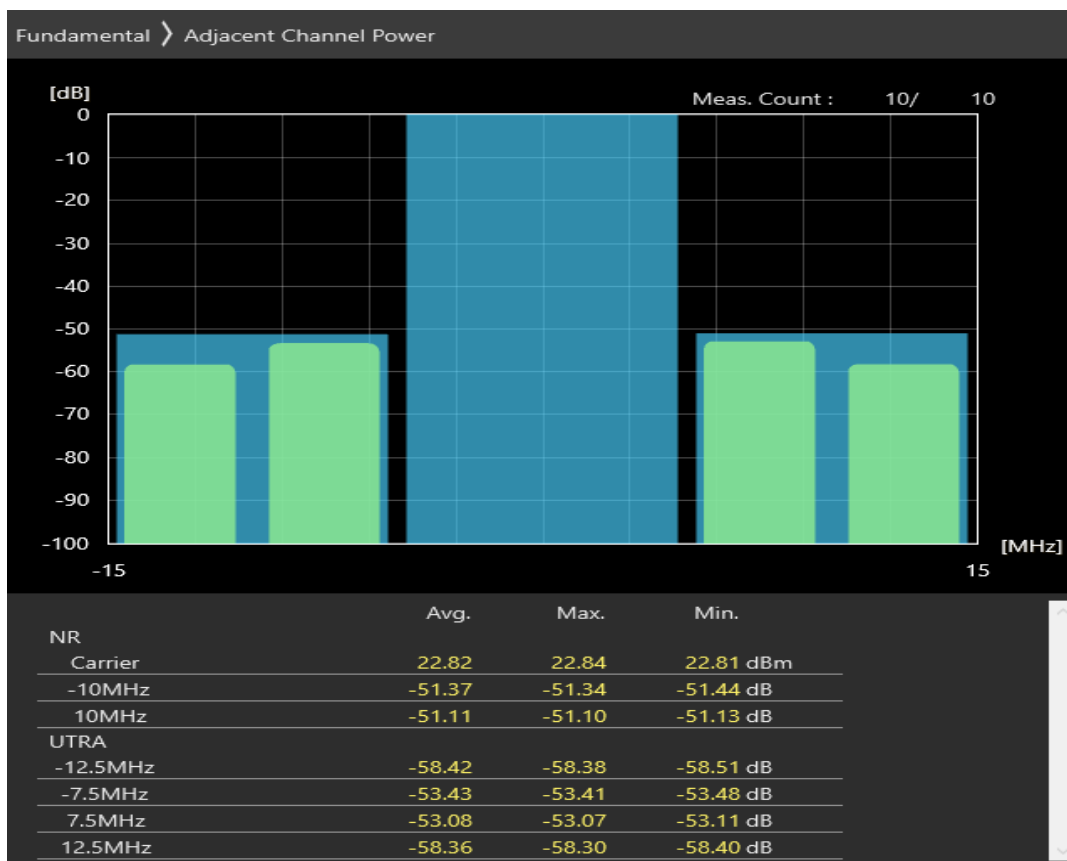 Fundamental 〉 Adjacent Channel Power
[dB]
Meas. Count : 10/ 10
0
-10
-20
-30
-40
-50
-60
-70
-80
-90
-100
[MHz]
-15 15
Avg. Max. Min.
NR
Carrier 22.82 22.84 22.81 dBm
-10MHz -51.37 -51.34 -51.44 dB
10MHz -51.11 -51.10 -51.13 dB
UTRA
-12.5MHz -58.42 -58.38 -58.51 dB
-7.5MHz -53.43 -53.41 -53.48 dB
7.5MHz -53.08 -53.07 -53.11 dB
12.5MHz -58.36 -58.30 -58.40 dB